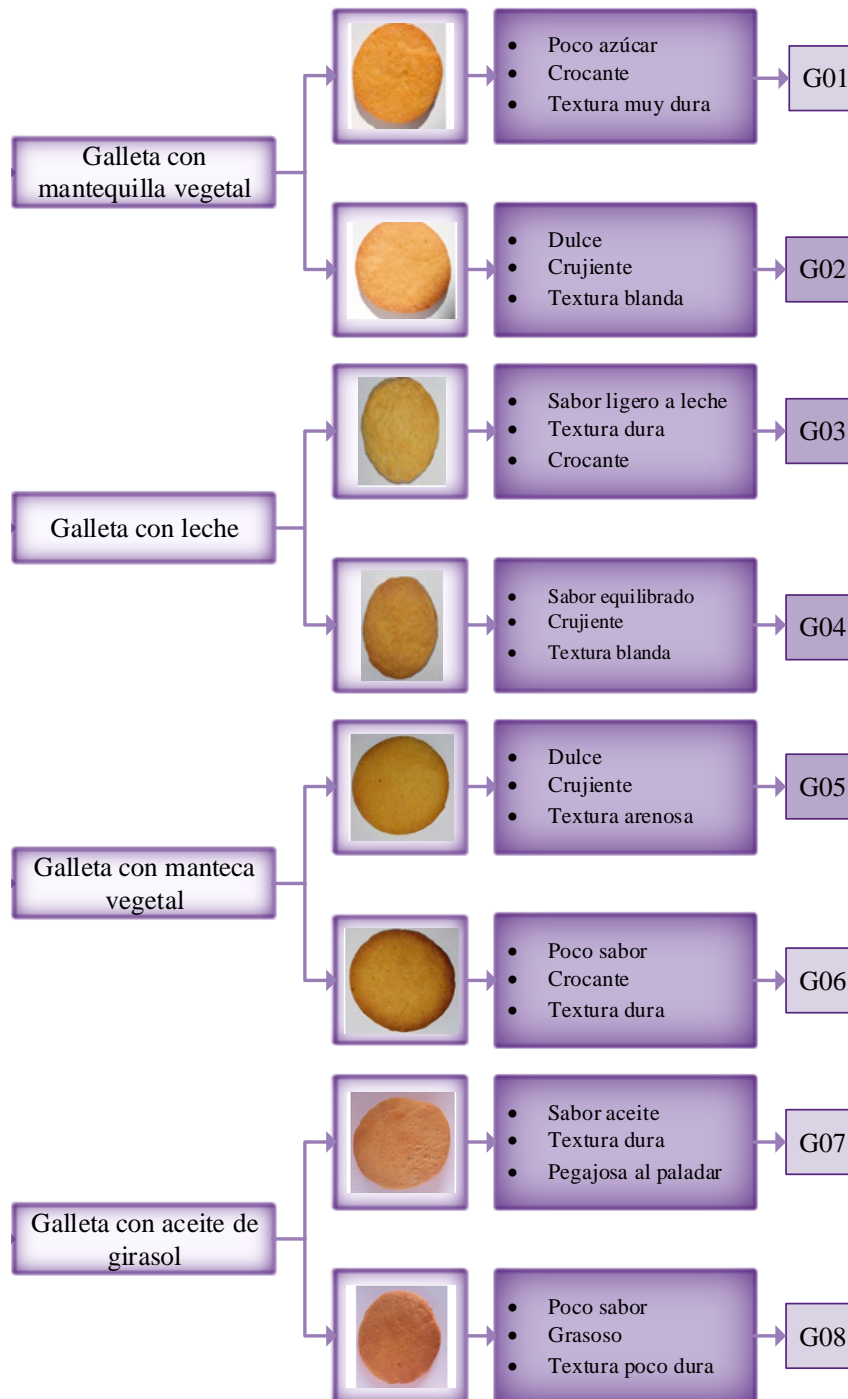 • Poco azúcar
• Crocante
• Textura muy dura
G01
Galleta con
mantequilla vegetal
• Dulce
• Crujiente
• Textura blanda
G02
• Sabor ligero a leche
• Textura dura
• Crocante
G03
Galleta con leche
• Sabor equilibrado
• Crujiente
• Textura blanda
G04
• Dulce
• Crujiente
• Textura arenosa
G05
Galleta con manteca
vegetal
• Poco sabor
• Crocante
• Textura dura
G06
• Sabor aceite
• Textura dura
• Pegajosa al paladar
G07
Galleta con aceite de
girasol
• Poco sabor
• Grasoso
• Textura poco dura
G08